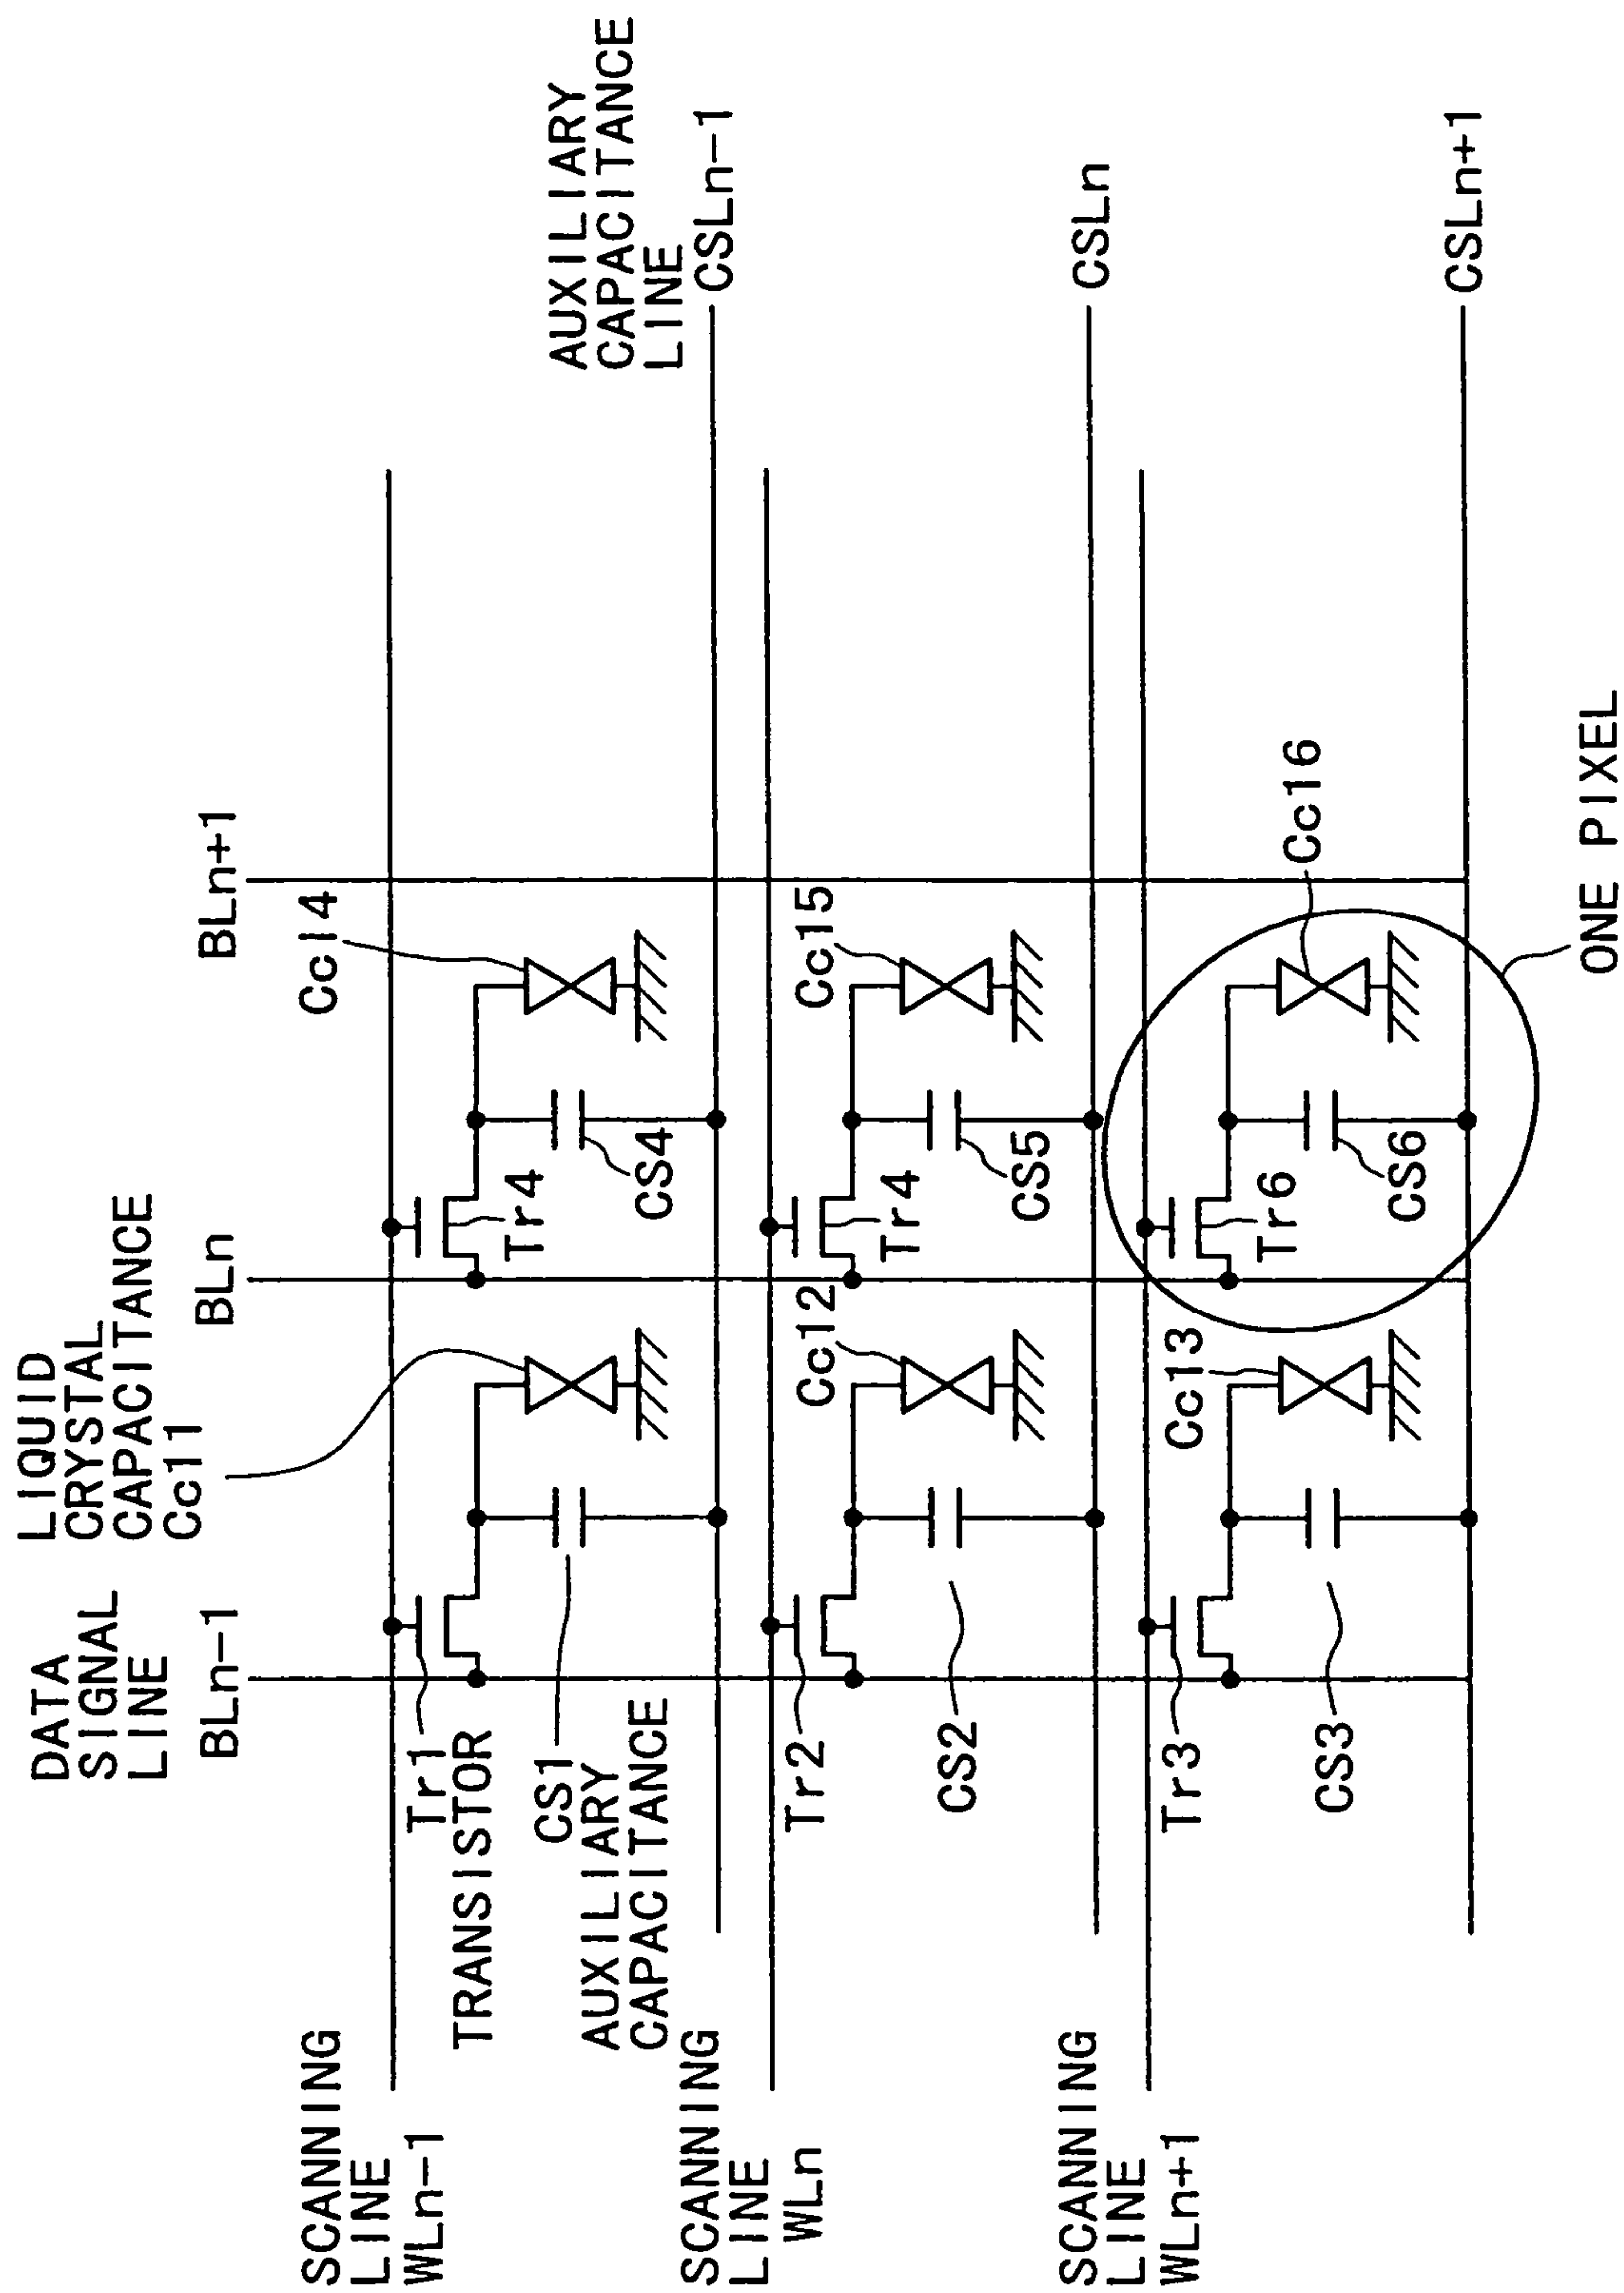 DATA
SIGNAL
LINE
BLn-1
LIQUID
CRYSTAL
CAPACITANCE
Cc11
BLn
BLn+1
SCANNING
LINE
WLn-1
Tr1
TRANSISTOR
CS1
AUXILIARY
CAPACITANCE
Tr4
CS4
Cc14
AUXILIARY
CAPACITANCE
LINE
CSLn-1
SCANNING
LINE
WLn
Tr2
CS2
Cc12
Tr4
CS5
Cc15
CSLn
SCANNING
LINE
WLn+1
Tr3
CS3
Cc13
Tr6
CS6
Cc16
CSLn+1
ONE PIXEL